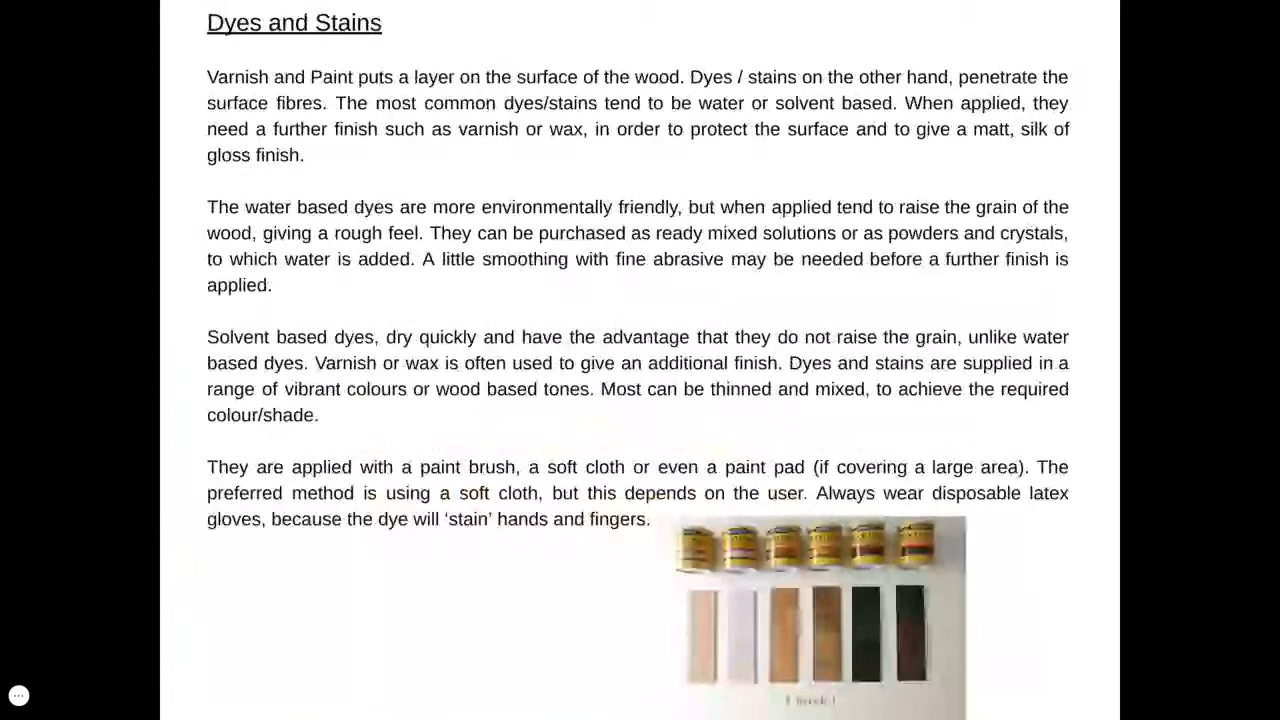 Dyes and Stains
Varnish and Paint puts a layer on the surface of the wood. Dyes / stains on the other hand, penetrate the
surface fibres. The most common dyes/stains tend to be water or solvent based. When applied, they
need a further finish such as varnish or wax, in order to protect the surface and to give a matt, silk of
gloss finish.
The water based dyes are more environmentally friendly, but when applied tend to raise the grain of the
wood, giving a rough feel. They can be purchased as ready mixed solutions or as powders and crystals,
to which water is added. A little smoothing with fine abrasive may be needed before a further finish is
applied.
Solvent based dyes, dry quickly and have the advantage that they do not raise the grain, unlike water
based dyes. Varnish or wax is often used to give an additional finish. Dyes and stains are supplied in a
range of vibrant colours or wood based tones. Most can be thinned and mixed, to achieve the required
colour/shade.
They are applied with a paint brush, a soft cloth or even a paint pad (if covering a large area). The
preferred method is using a soft cloth, but this depends on the user. Always wear disposable latex
gloves, because the dye will ‘stain’ hands and fingers.